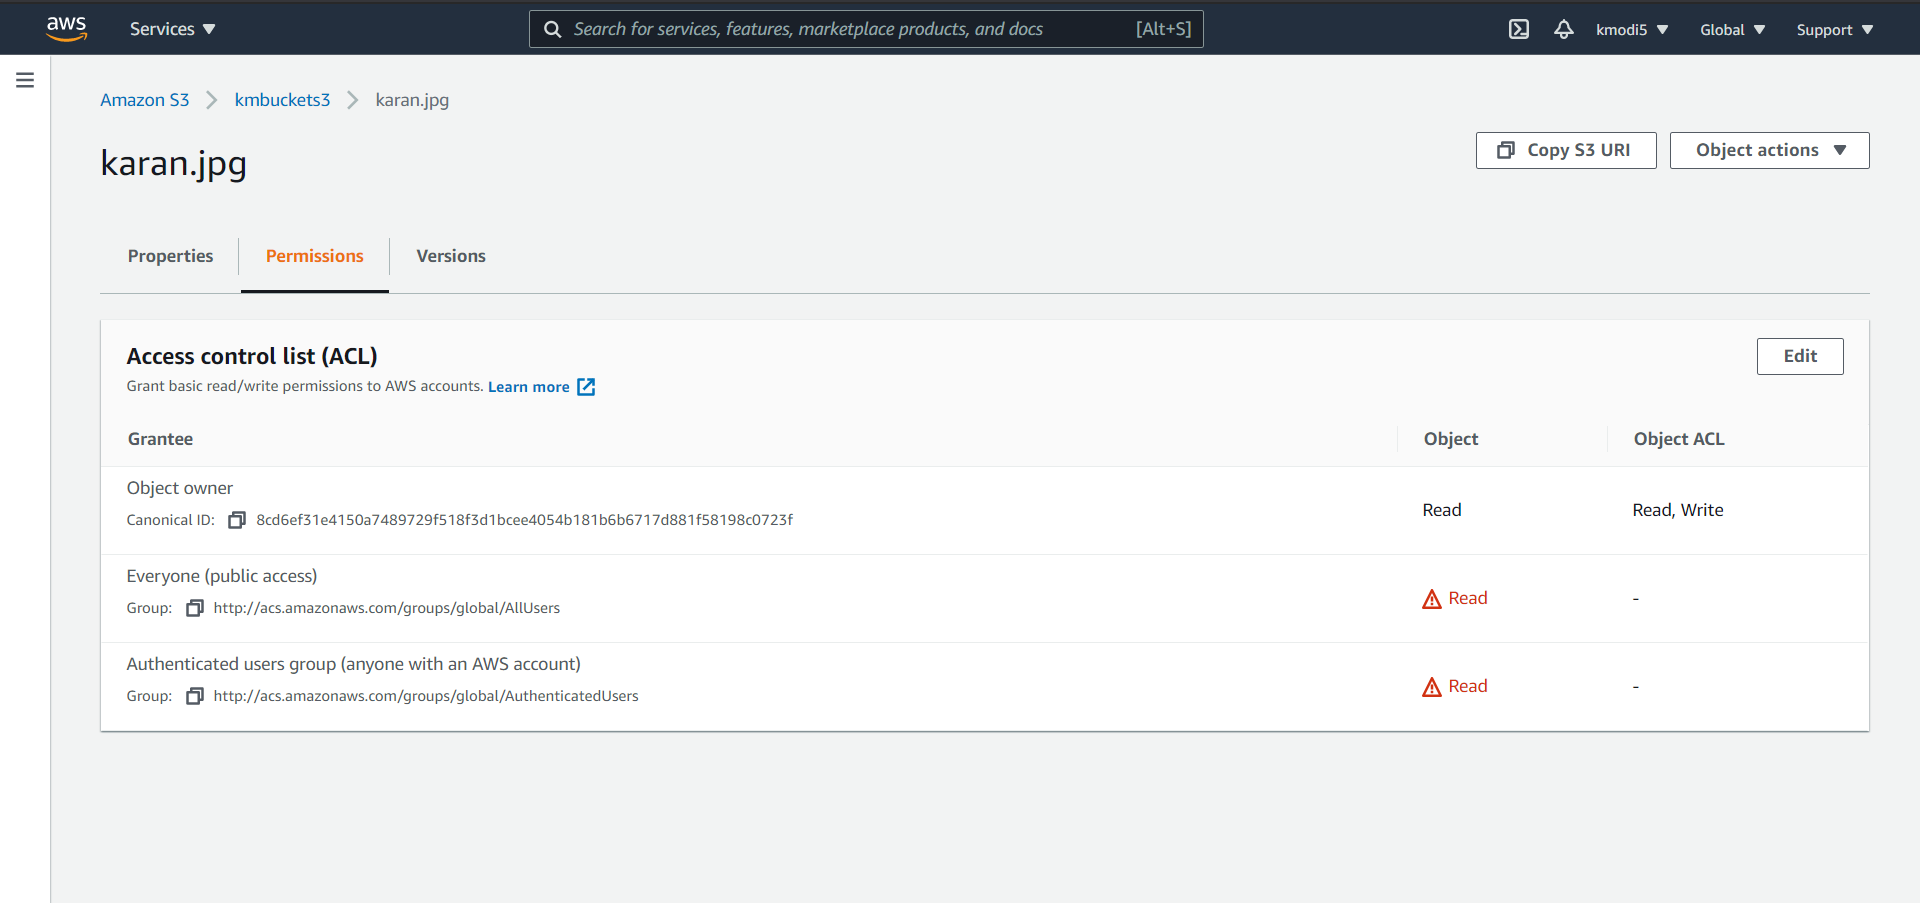 aws Services Search for services, features, marketplace products, and docs [Alt+S] kmodi5 Global Support
Amazon S3 kmbuckets3 karan.jpg
karan.jpg
Copy S3 URI Object actions
Properties Permissions Versions
Access control list (ACL) Edit
Grant basic read/write permissions to AWS accounts. Learn more
Grantee Object Object ACL
Object owner
Canonical ID: 8cd6ef31e4150a7489729f518f3d1bcee4054b181b6b6717d881f58198c0723f Read Read, Write
Everyone (public access)
Group: http://acs.amazonaws.com/groups/global/AllUsers Read -
Authenticated users group (anyone with an AWS account)
Group: http://acs.amazonaws.com/groups/global/AuthenticatedUsers Read -